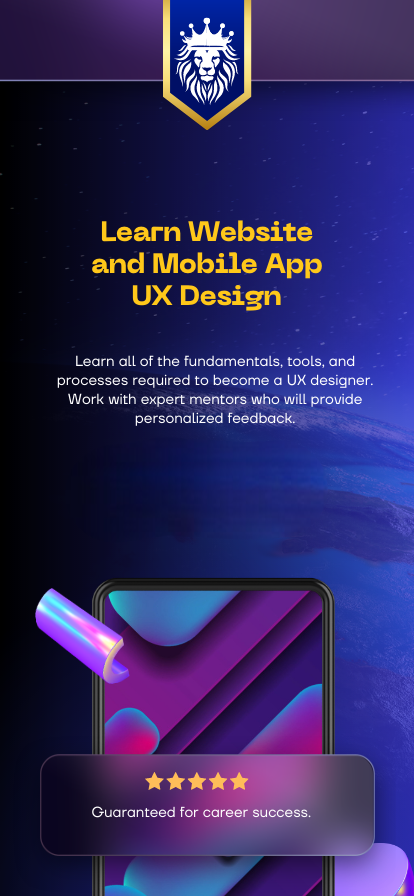 Learn Website
and Mobile App
UX Design
Learn all of the fundamentals, tools, and
processes required to become a UX designer.
Work with expert mentors who will provide
personalized feedback.
Guaranteed for career success.